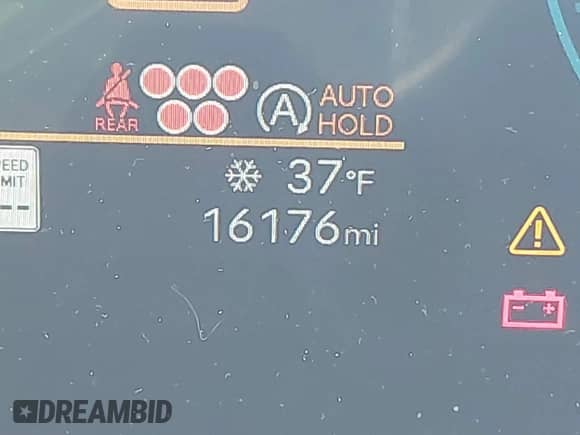 A AUTO
REAR HOLD
37°F
EED
MIT
--
16176mi
DREAMBID